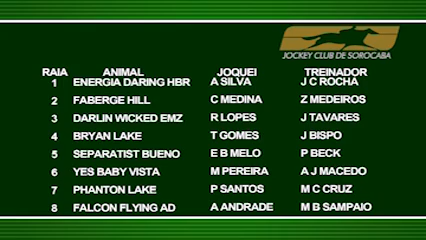 JOCKEY CLUB DE SOROCABA
RAIA ANIMAL JOQUEI TREINADOR
1 ENERGIA DARING HBR A SILVA J C ROCHA
2 FABERGE HILL C MEDINA Z MEDEIROS
3 DARLIN WICKED EMZ R LOPES J TAVARES
4 BRYAN LAKE T GOMES J BISPO
5 SEPARATIST BUENO E B MELO P BECK
6 YES BABY VISTA M PEREIRA A J MACEDO
7 PHANTON LAKE P SANTOS M C CRUZ
8 FALCON FLYING AD A ANDRADE M B SAMPAIO